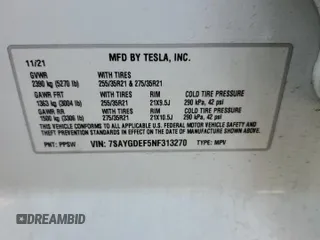 MFD BY TESLA, INC.
11/21
GVWR WITH TIRES
2390 kg (5270 lb) 255/35R21 & 275/35R21
GAWR FRT WITH TIRES RIM COLD TIRE PRESSURE
1363 kg (3004 lb) 255/35R21 21X9.5J 290 kPa, 42 psi
GAWR RR WITH TIRES RIM COLD TIRE PRESSURE
1500 kg (3306 lb) 275/35R21 21X10.5J 290 kPa, 42 psi
THIS VEHICLE CONFORMS TO ALL APPLICABLE FEDERAL MOTOR VEHICLE SAFETY
AND THEFT PREVENTION STANDARDS IN EFFECT ON THE DATE OF MANUFACTURE
SHOWN ABOVE.
PNT: PPSW VIN: 7SAYGDEF5NF313270 TYPE: MPV
DREAMBID